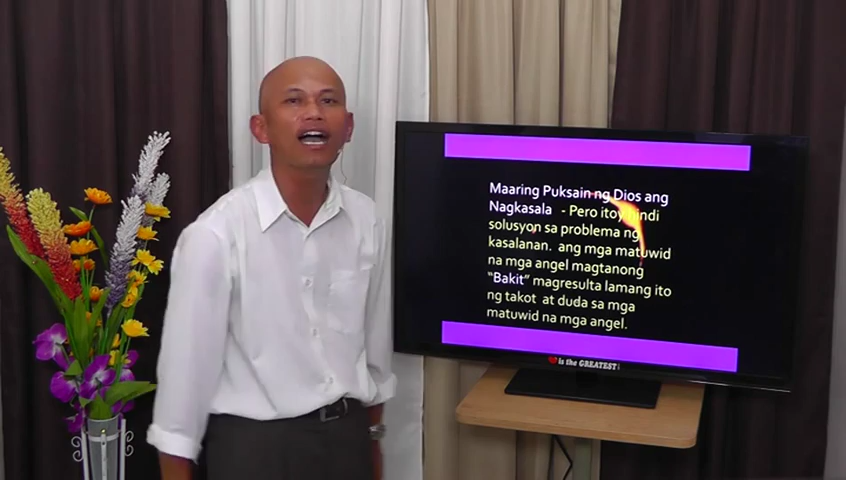 Maaring Puksain ng Dios ang
Nagkasala - Pero itoy hindi
solusyon sa problema ng
kasalanan. ang mga matuwid
na mga angel magtanong
"Bakit" magresulta lamang ito
ng takot at duda sa mga
matuwid na mga angel.
is the GREATEST!